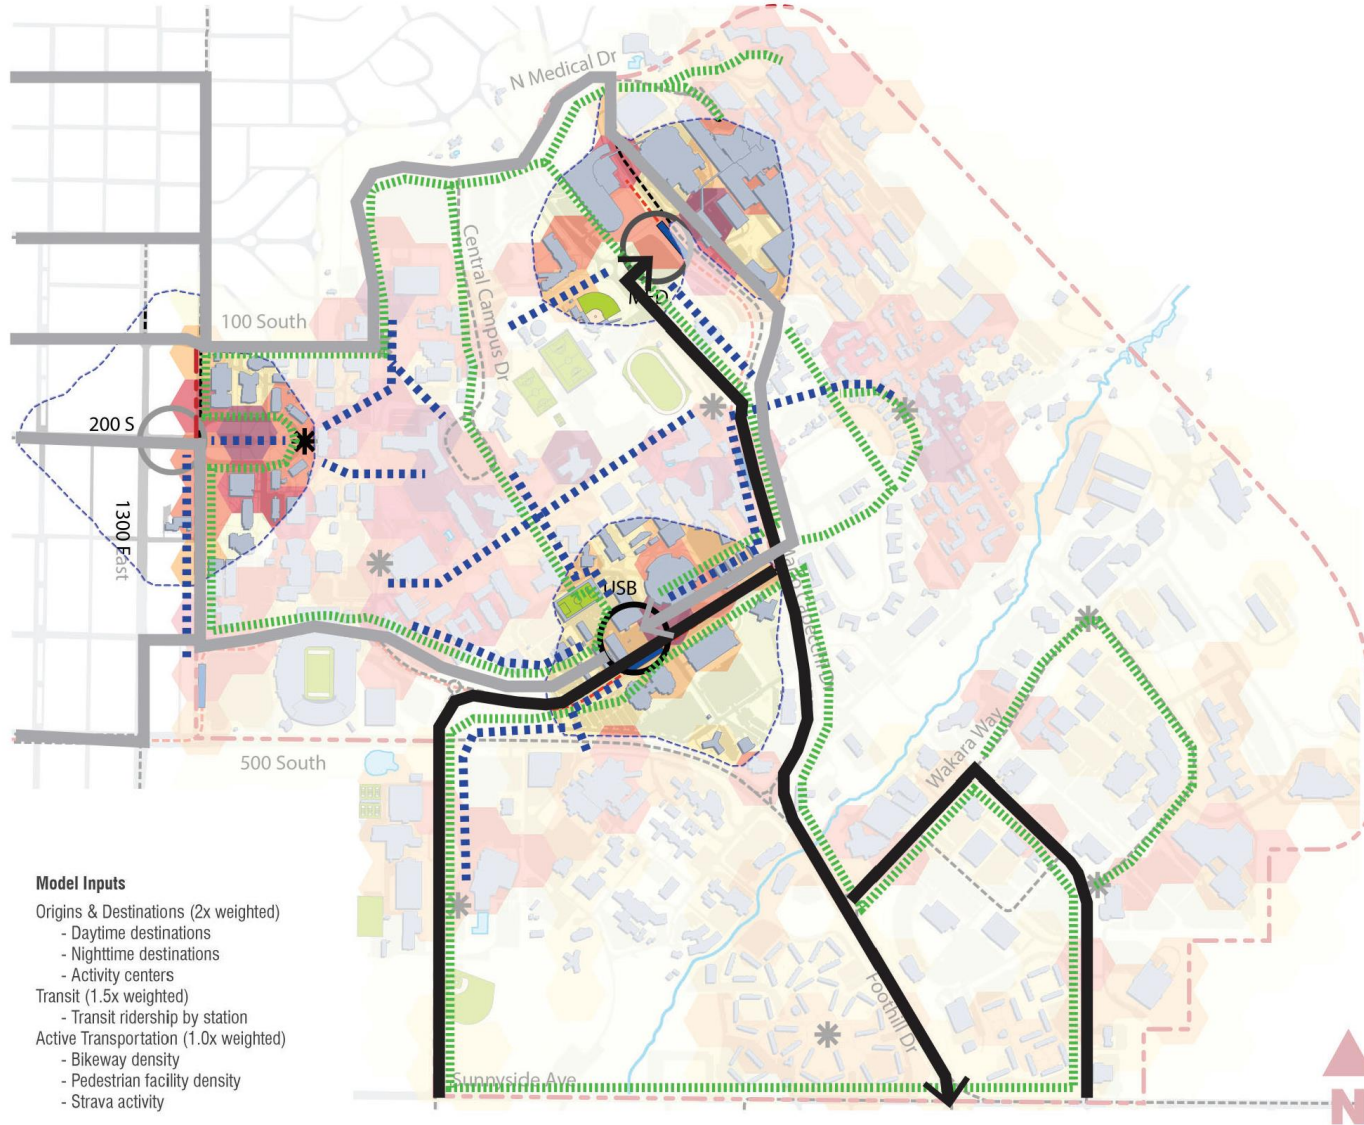 N Medical Dr
Central Campus Dr
MED
100 South
200 S
1300 East
USB
Wakara Way
500 South
Foothill Dr
Sunnyside Ave
Model Inputs
Origins & Destinations (2x weighted)
- Daytime destinations
- Nighttime destinations
- Activity centers
Transit (1.5x weighted)
- Transit ridership by station
Active Transportation (1.0x weighted)
- Bikeway density
- Pedestrian facility density
- Strava activity
N